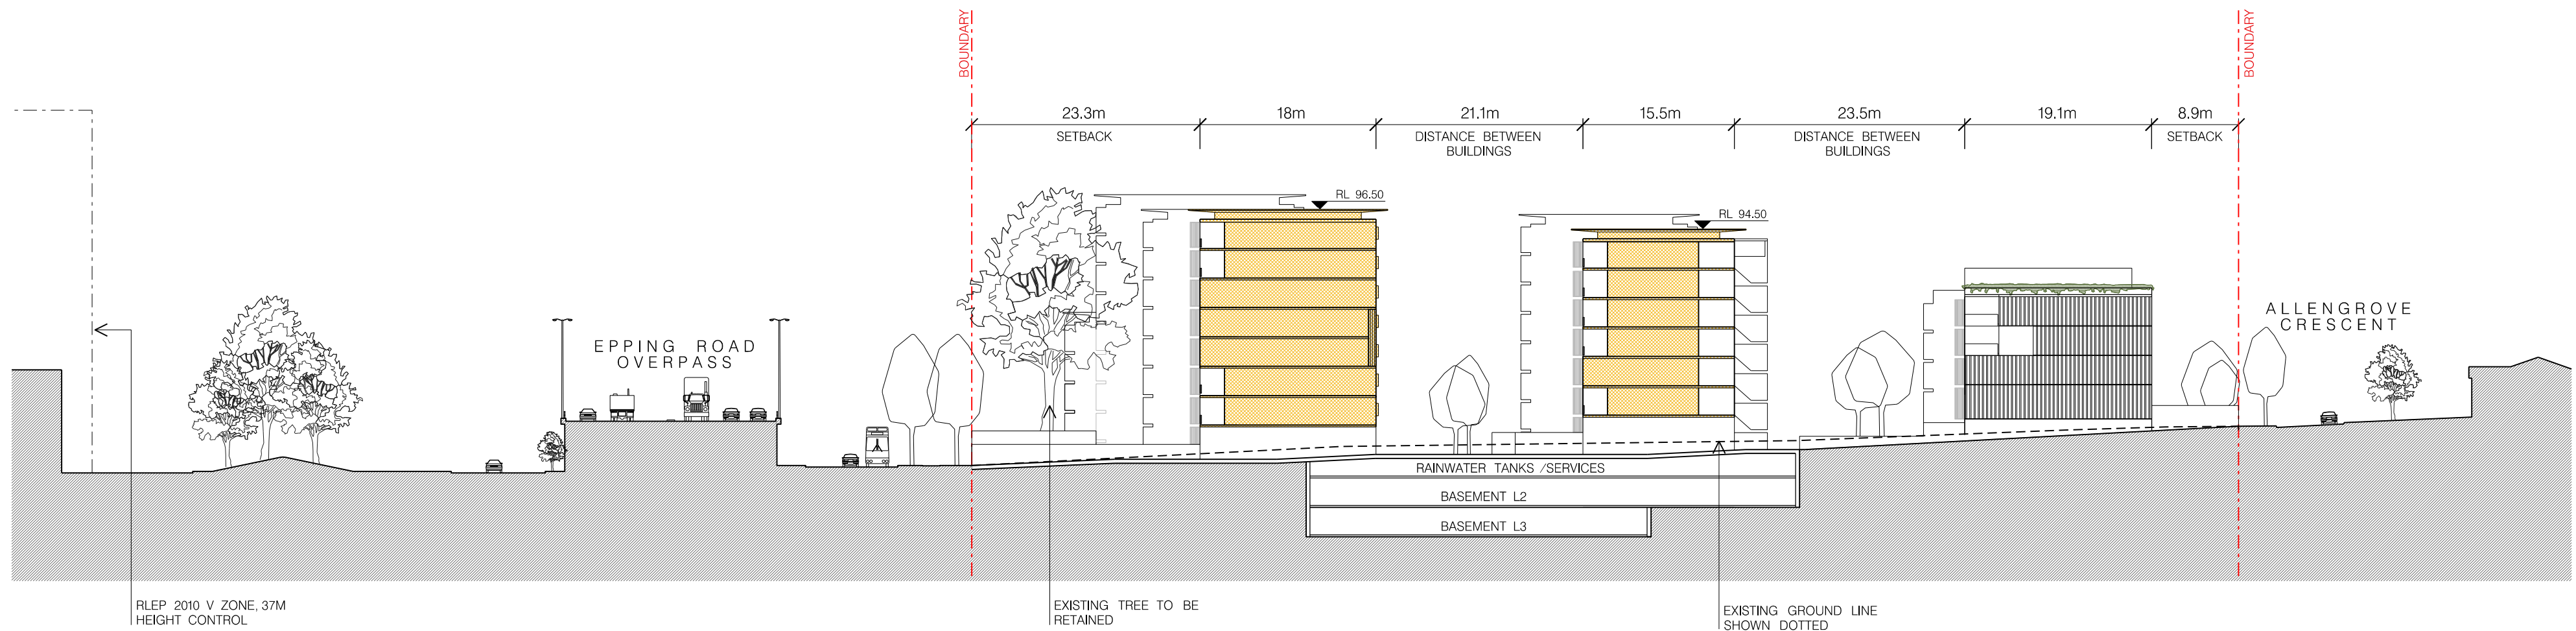 BOUNDARY
BOUNDARY
23.3m
18m
21.1m
15.5m
23.5m
19.1m
8.9m
SETBACK
DISTANCE BETWEEN
BUILDINGS
DISTANCE BETWEEN
BUILDINGS
SETBACK
RL 96.50
RL 94.50
EPPING ROAD
OVERPASS
ALLENGROVE
CRESCENT
RAINWATER TANKS /SERVICES
BASEMENT L2
BASEMENT L3
RLEP 2010 V ZONE, 37M
HEIGHT CONTROL
EXISTING TREE TO BE
RETAINED
EXISTING GROUND LINE
SHOWN DOTTED